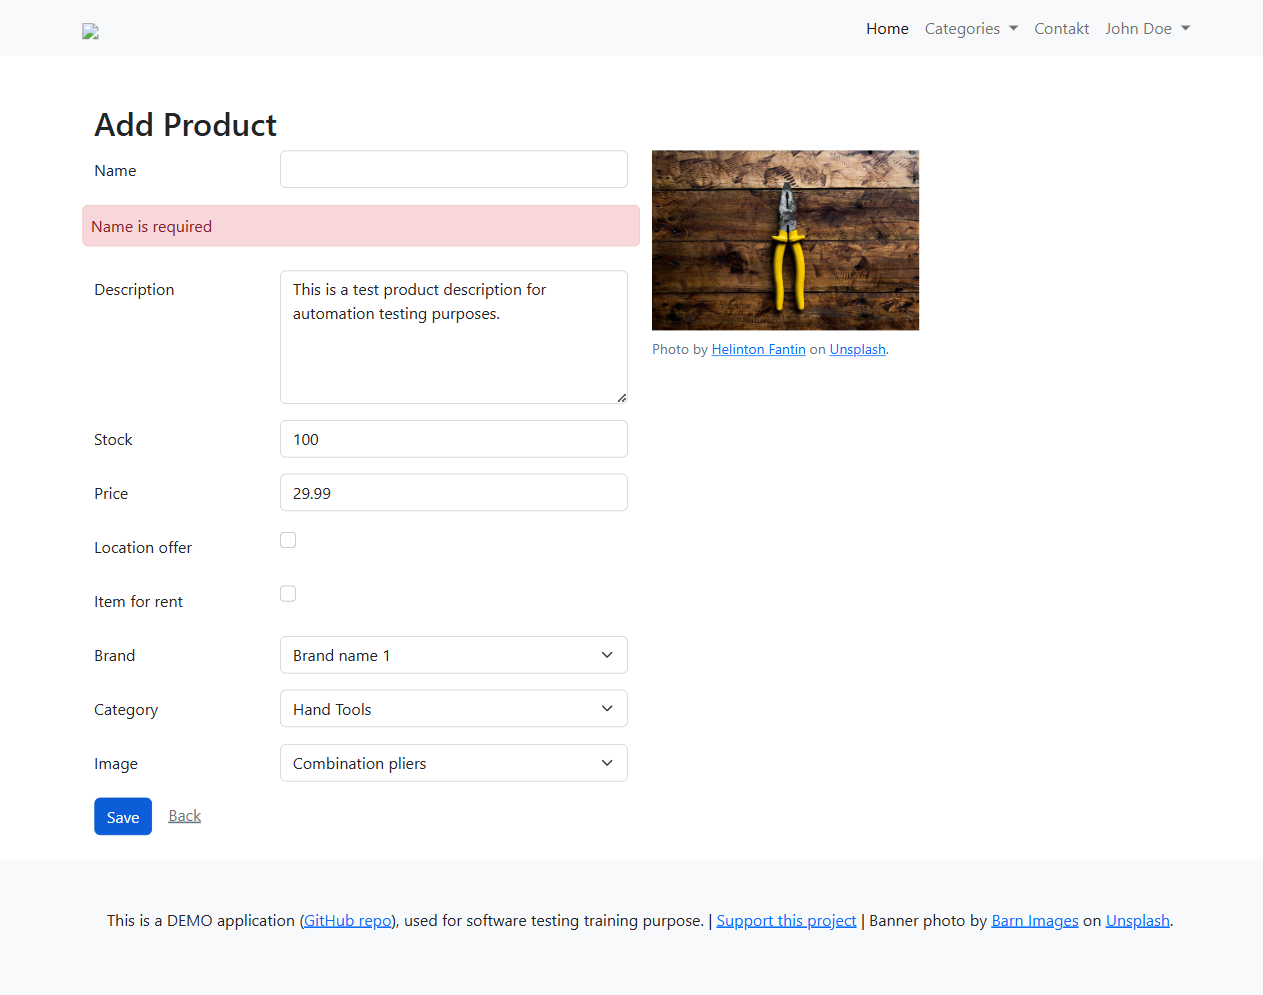 Home Categories Contakt John Doe
Add Product
Name
Name is required
Description
This is a test product description for
automation testing purposes.
Photo by Helinton Fantin on Unsplash.
Stock
100
Price
29.99
Location offer
Item for rent
Brand
Brand name 1
Category
Hand Tools
Image
Combination pliers
Save Back
This is a DEMO application (GitHub repo), used for software testing training purpose. | Support this project | Banner photo by Barn Images on Unsplash.